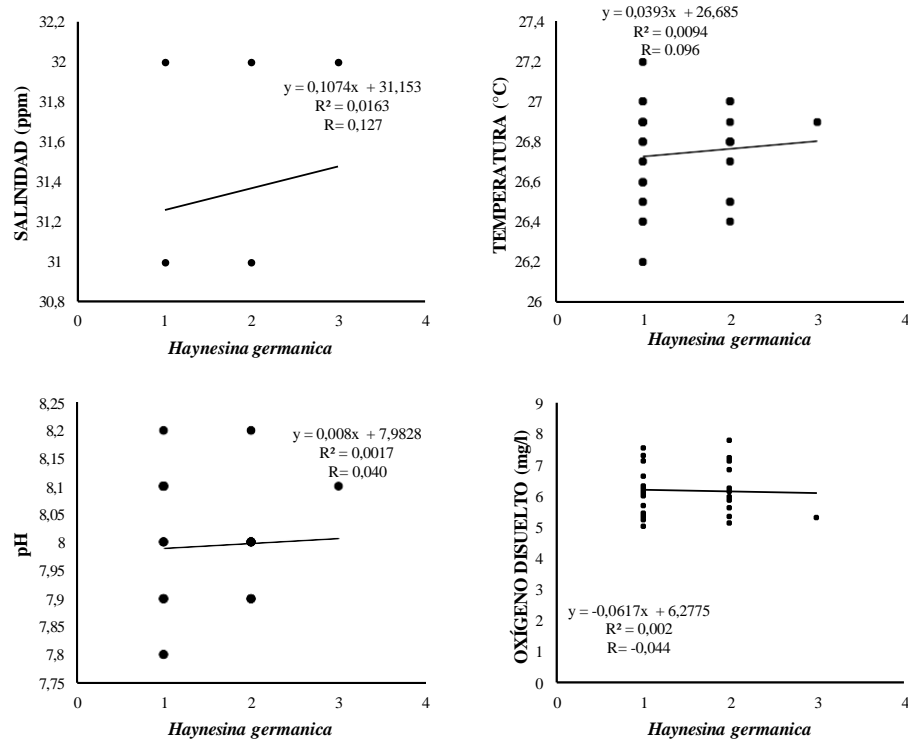 SALINIDAD (ppm)
32,2
32
31,8
31,6
31,4
31,2
31
30,8
y = 0,1074x + 31,153
R² = 0,0163
R= 0,127
0 1 2 3 4
Haynesina germanica
TEMPERATURA (°C)
27,4
27,2
27
26,8
26,6
26,4
26,2
26
y = 0,0393x + 26,685
R² = 0,0094
R= 0.096
0 1 2 3 4
Haynesina germanica
pH
8,25
8,2
8,15
8,1
8,05
8
7,95
7,9
7,85
7,8
7,75
y = 0,008x + 7,9828
R² = 0,0017
R= 0,040
0 1 2 3 4
Haynesina germanica
OXÍGENO DISUELTO (mg/l)
9
8
7
6
5
4
3
2
1
0
y = -0,0617x + 6,2775
R² = 0,002
R= -0,044
0 1 2 3 4
Haynesina germanica